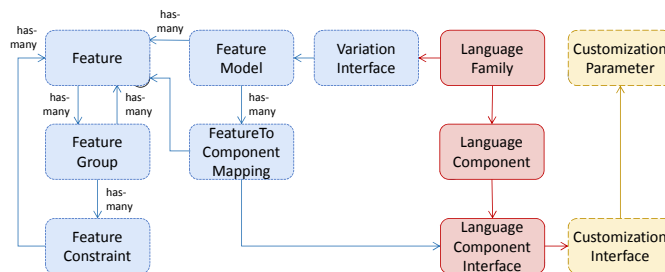 has-
many
has-
many
Feature
Feature
Model
Variation
Interface
Language
Family
Customization
Parameter
has-
many
has-
many
has-
many
Feature
Group
FeatureTo
Component
Mapping
Language
Component
has-
many
Feature
Constraint
Language
Component
Interface
Customization
Interface